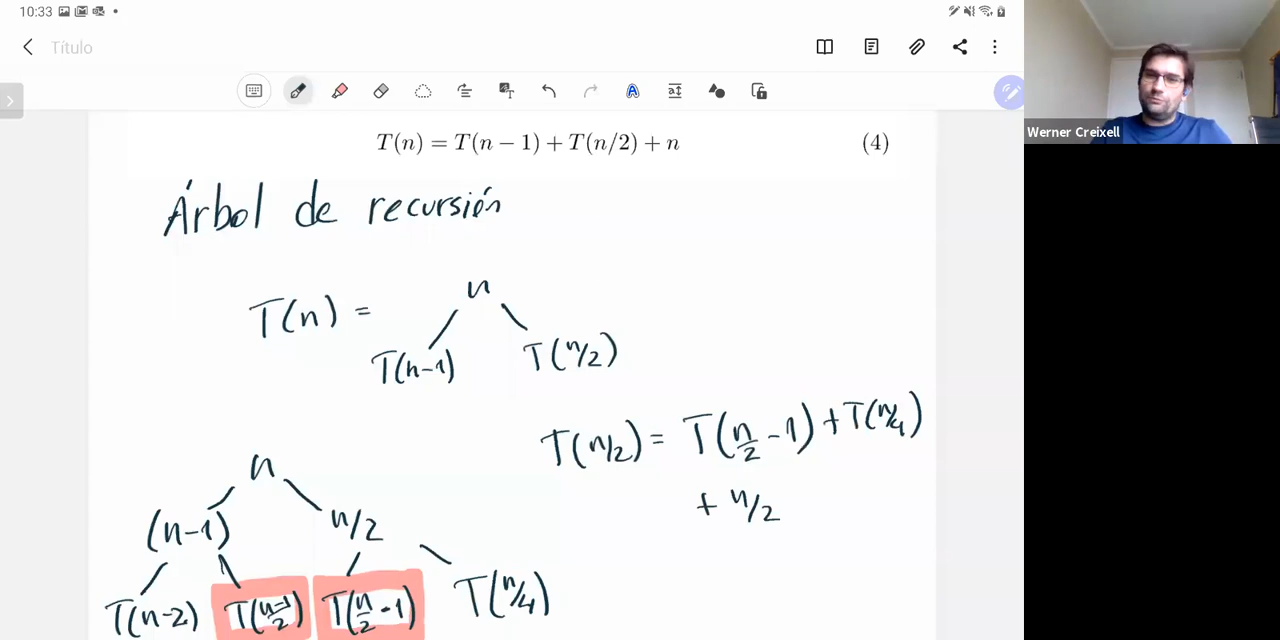 10:33
Título
T(n) = T(n − 1) + T(n/2) + n (4)
Árbol de recursión
n
T(n) =
T(n-1) T(n/2)
T(n/2) = T(n/2 - 1) + T(n/4)
+ n/2
n
(n-1) n/2
T(n-2) T((n-1)/2) T(n/2 - 1) T(n/4)
Werner Creixell